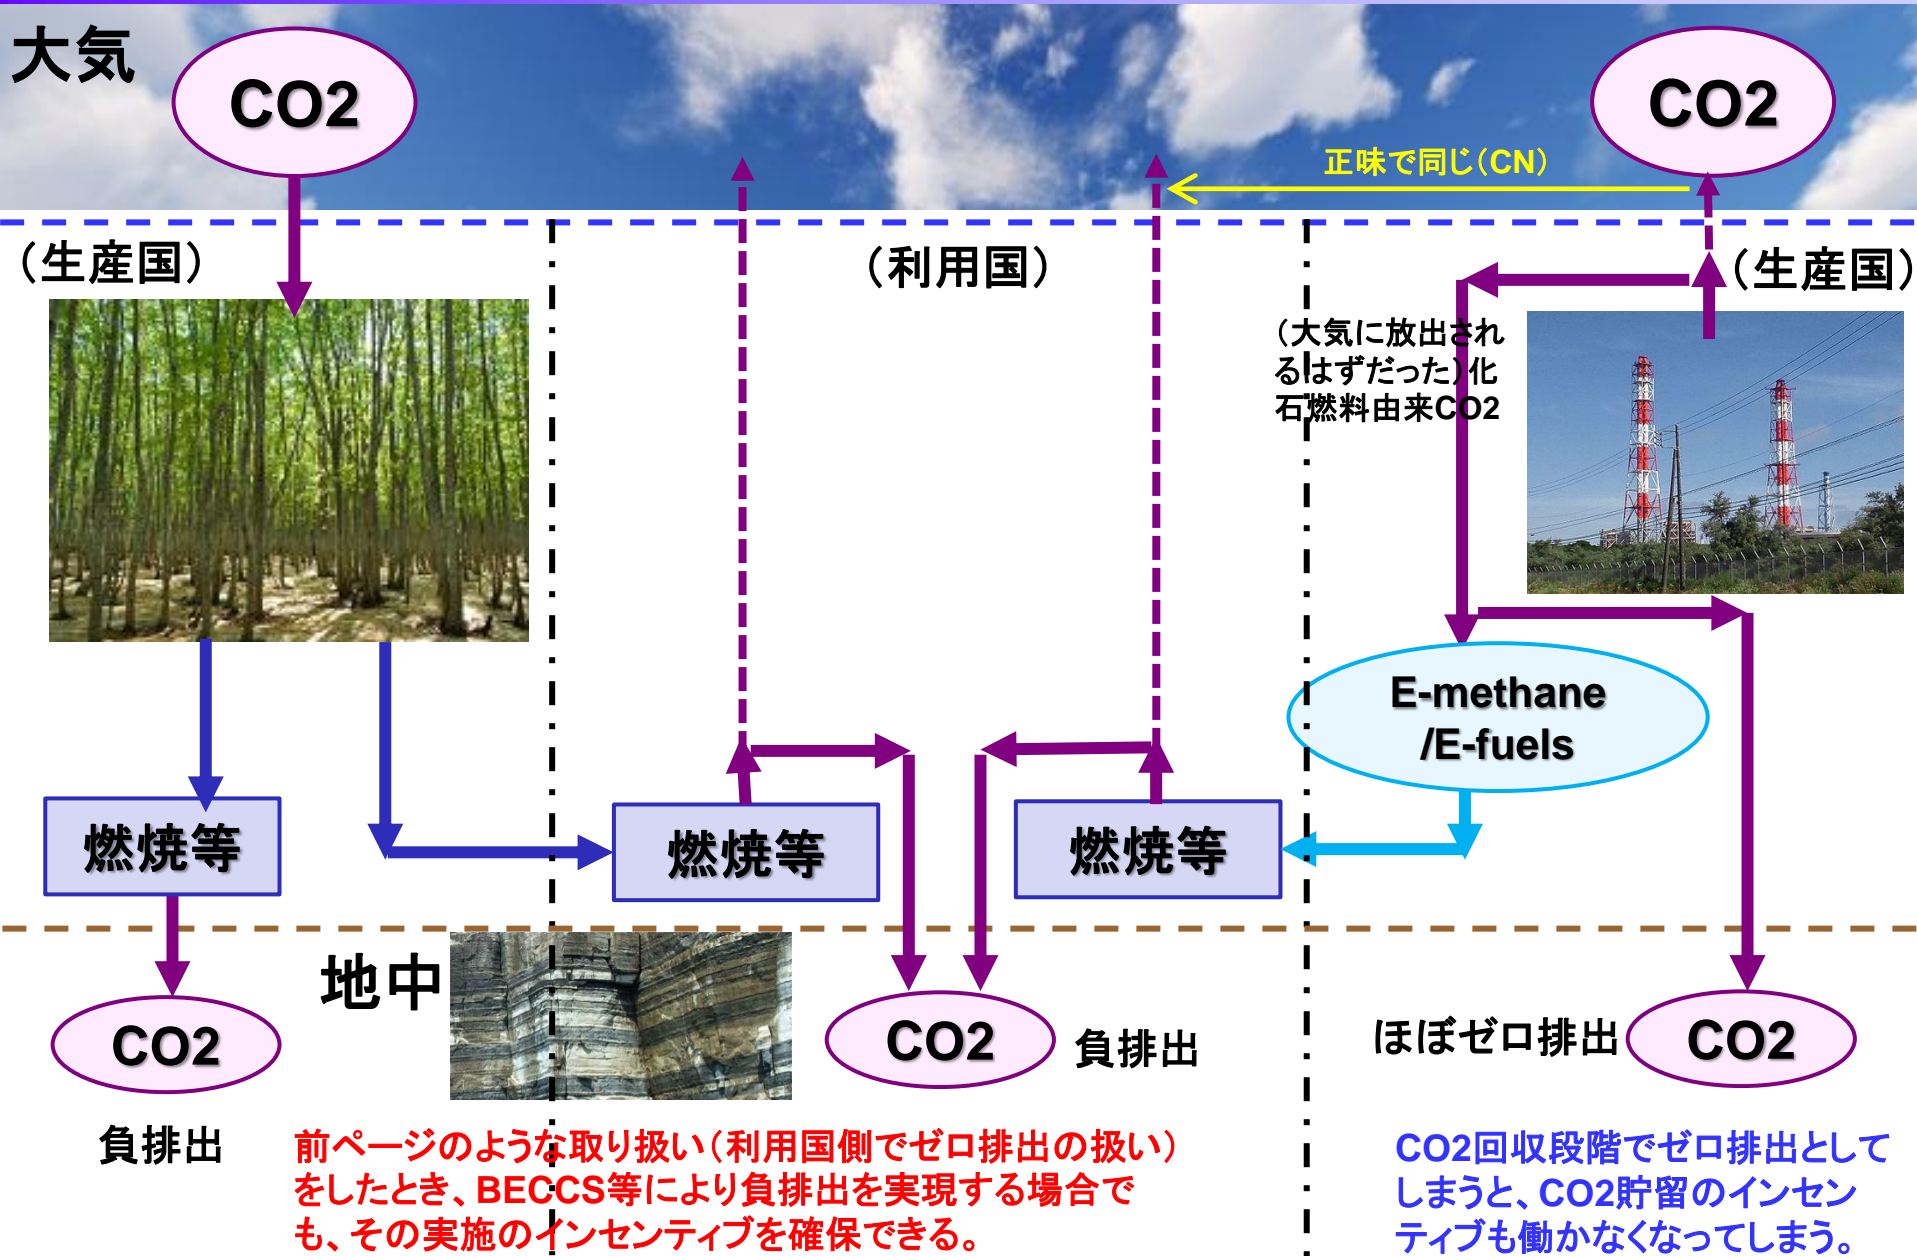 大気
CO2
CO2
正味で同じ（CN）
（生産国）
（利用国）
（生産国）
（大気に放出され
るはずだった）化
石燃料由来CO2
E-methane
/E-fuels
燃焼等
燃焼等
燃焼等
地中
CO2
CO2
負排出
ほぼゼロ排出
CO2
負排出
前ページのような取り扱い（利用国側でゼロ排出の扱い）
をしたとき、BECCS等により負排出を実現する場合で
も、その実施のインセンティブを確保できる。
CO2回収段階でゼロ排出として
しまうと、CO2貯留のインセン
ティブも働かなくなってしまう。